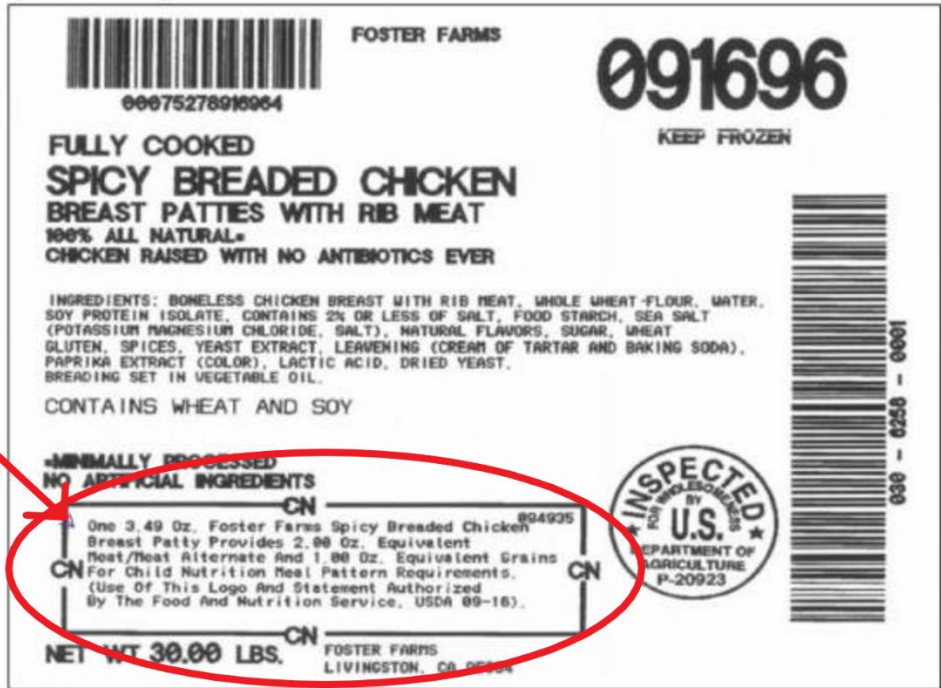 FOSTER FARMS
00075278916964
091696
KEEP FROZEN
FULLY COOKED
SPICY BREADED CHICKEN
BREAST PATTIES WITH RIB MEAT
100% ALL NATURAL*
CHICKEN RAISED WITH NO ANTIBIOTICS EVER
INGREDIENTS: BONELESS CHICKEN BREAST WITH RIB MEAT, WHOLE WHEAT FLOUR, WATER,
SOY PROTEIN ISOLATE, CONTAINS 2% OR LESS OF SALT, FOOD STARCH, SEA SALT
(POTASSIUM MAGNESIUM CHLORIDE, SALT), NATURAL FLAVORS, SUGAR, WHEAT
GLUTEN, SPICES, YEAST EXTRACT, LEAVENING (CREAM OF TARTAR AND BAKING SODA),
PAPRIKA EXTRACT (COLOR), LACTIC ACID, DRIED YEAST.
BREADING SET IN VEGETABLE OIL.
CONTAINS WHEAT AND SOY
030 - 6258 - 0001
*MINIMALLY PROCESSED
NO ARTIFICIAL INGREDIENTS
CN
094935
One 3.49 Oz. Foster Farms Spicy Breaded Chicken
Breast Patty Provides 2.00 Oz. Equivalent
Meat/Meat Alternate And 1.00 Oz. Equivalent Grains
CN For Child Nutrition Meal Pattern Requirements. CN
(Use Of This Logo And Statement Authorized
By The Food And Nutrition Service, USDA 09-16).
CN
INSPECTED
FOR WHOLESOMENESS
BY
U.S.
DEPARTMENT OF
AGRICULTURE
P-20923
NET WT 30.00 LBS.
FOSTER FARMS
LIVINGSTON, CA